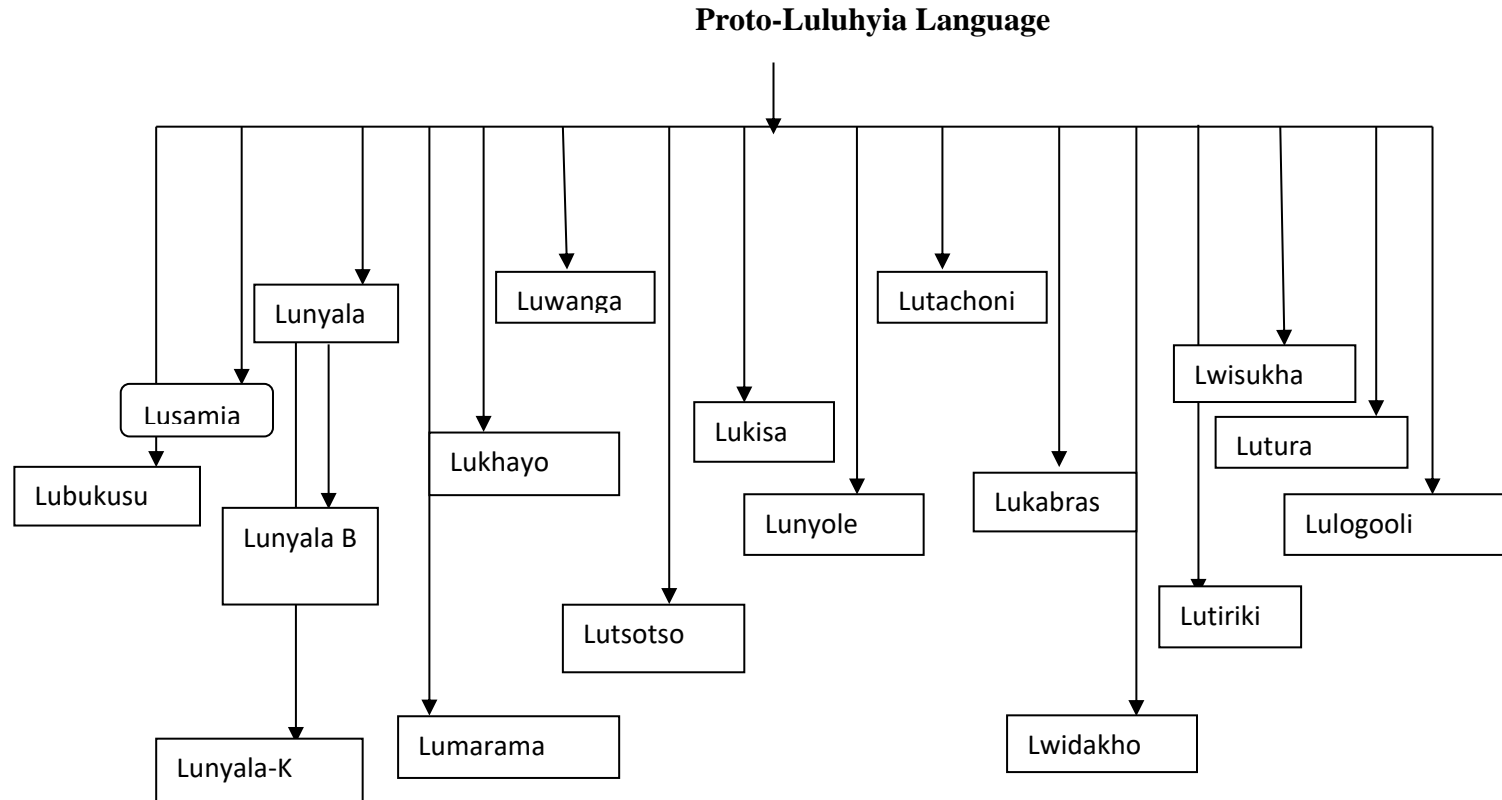 Proto-Luluhyia Language
Luwanga
Lutachoni
Lunyala
Lwisukha
Lusamia
Lukisa
Lutura
Lukhayo
Lubukusu
Lukabras
Lunyole
Lulogooli
Lunyala B
Lutiriki
Lutsotso
Lumarama
Lwidakho
Lunyala-K